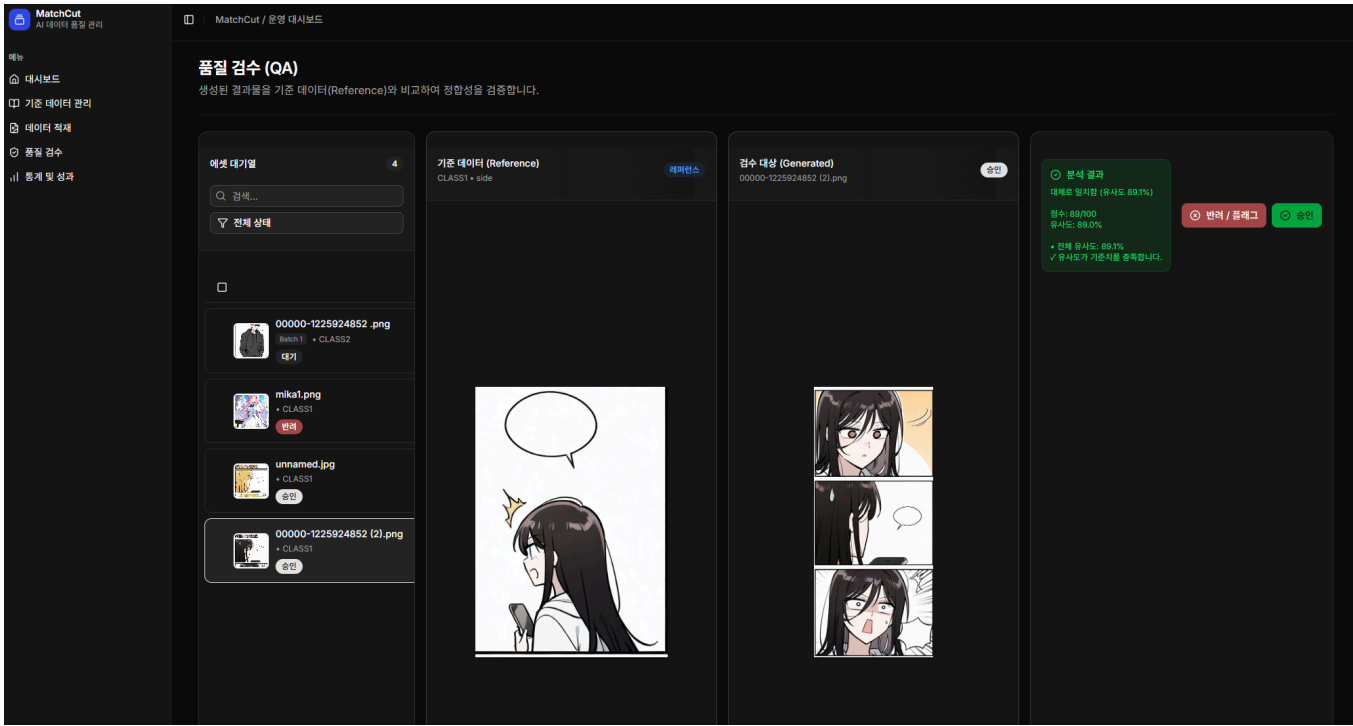 MatchCut
AI 데이터 품질 관리
메뉴
대시보드
기준 데이터 관리
데이터 적재
품질 검수
통계 및 성과
MatchCut / 운영 대시보드
품질 검수 (QA)
생성된 결과물을 기준 데이터(Reference)와 비교하여 정합성을 검증합니다.
에셋 대기열
4
검색...
전체 상태
00000-1225924852 .png
Batch 1 • CLASS2
대기
mika1.png
• CLASS1
반려
unnamed.jpg
• CLASS1
승인
00000-1225924852 (2).png
• CLASS1
승인
기준 데이터 (Reference)
CLASS1 • side
레퍼런스
검수 대상 (Generated)
00000-1225924852 (2).png
승인
분석 결과
대체로 일치함 (유사도 89.1%)
점수: 89/100
유사도: 89.0%
• 전체 유사도: 89.1%
✓ 유사도가 기준치를 충족합니다.
반려 / 플래그
승인